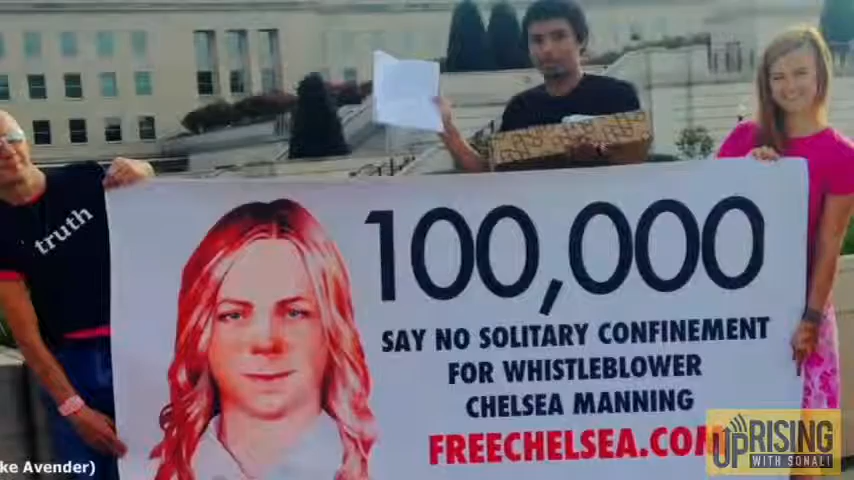 truth
100,000
SAY NO SOLITARY CONFINEMENT
FOR WHISTLEBLOWER
CHELSEA MANNING
FREECHELSEA.COM
UPRISING
WITH SONALI
ke Avender)